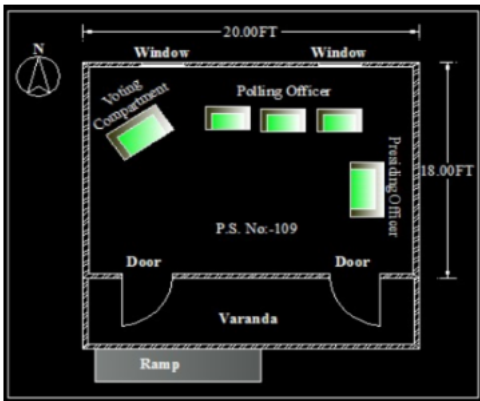 20.00FT
N
Window
Window
Voting
Compartment
Polling Officer
Presiding Officer
18.00FT
P.S. No:-109
Door
Door
Varanda
Ramp